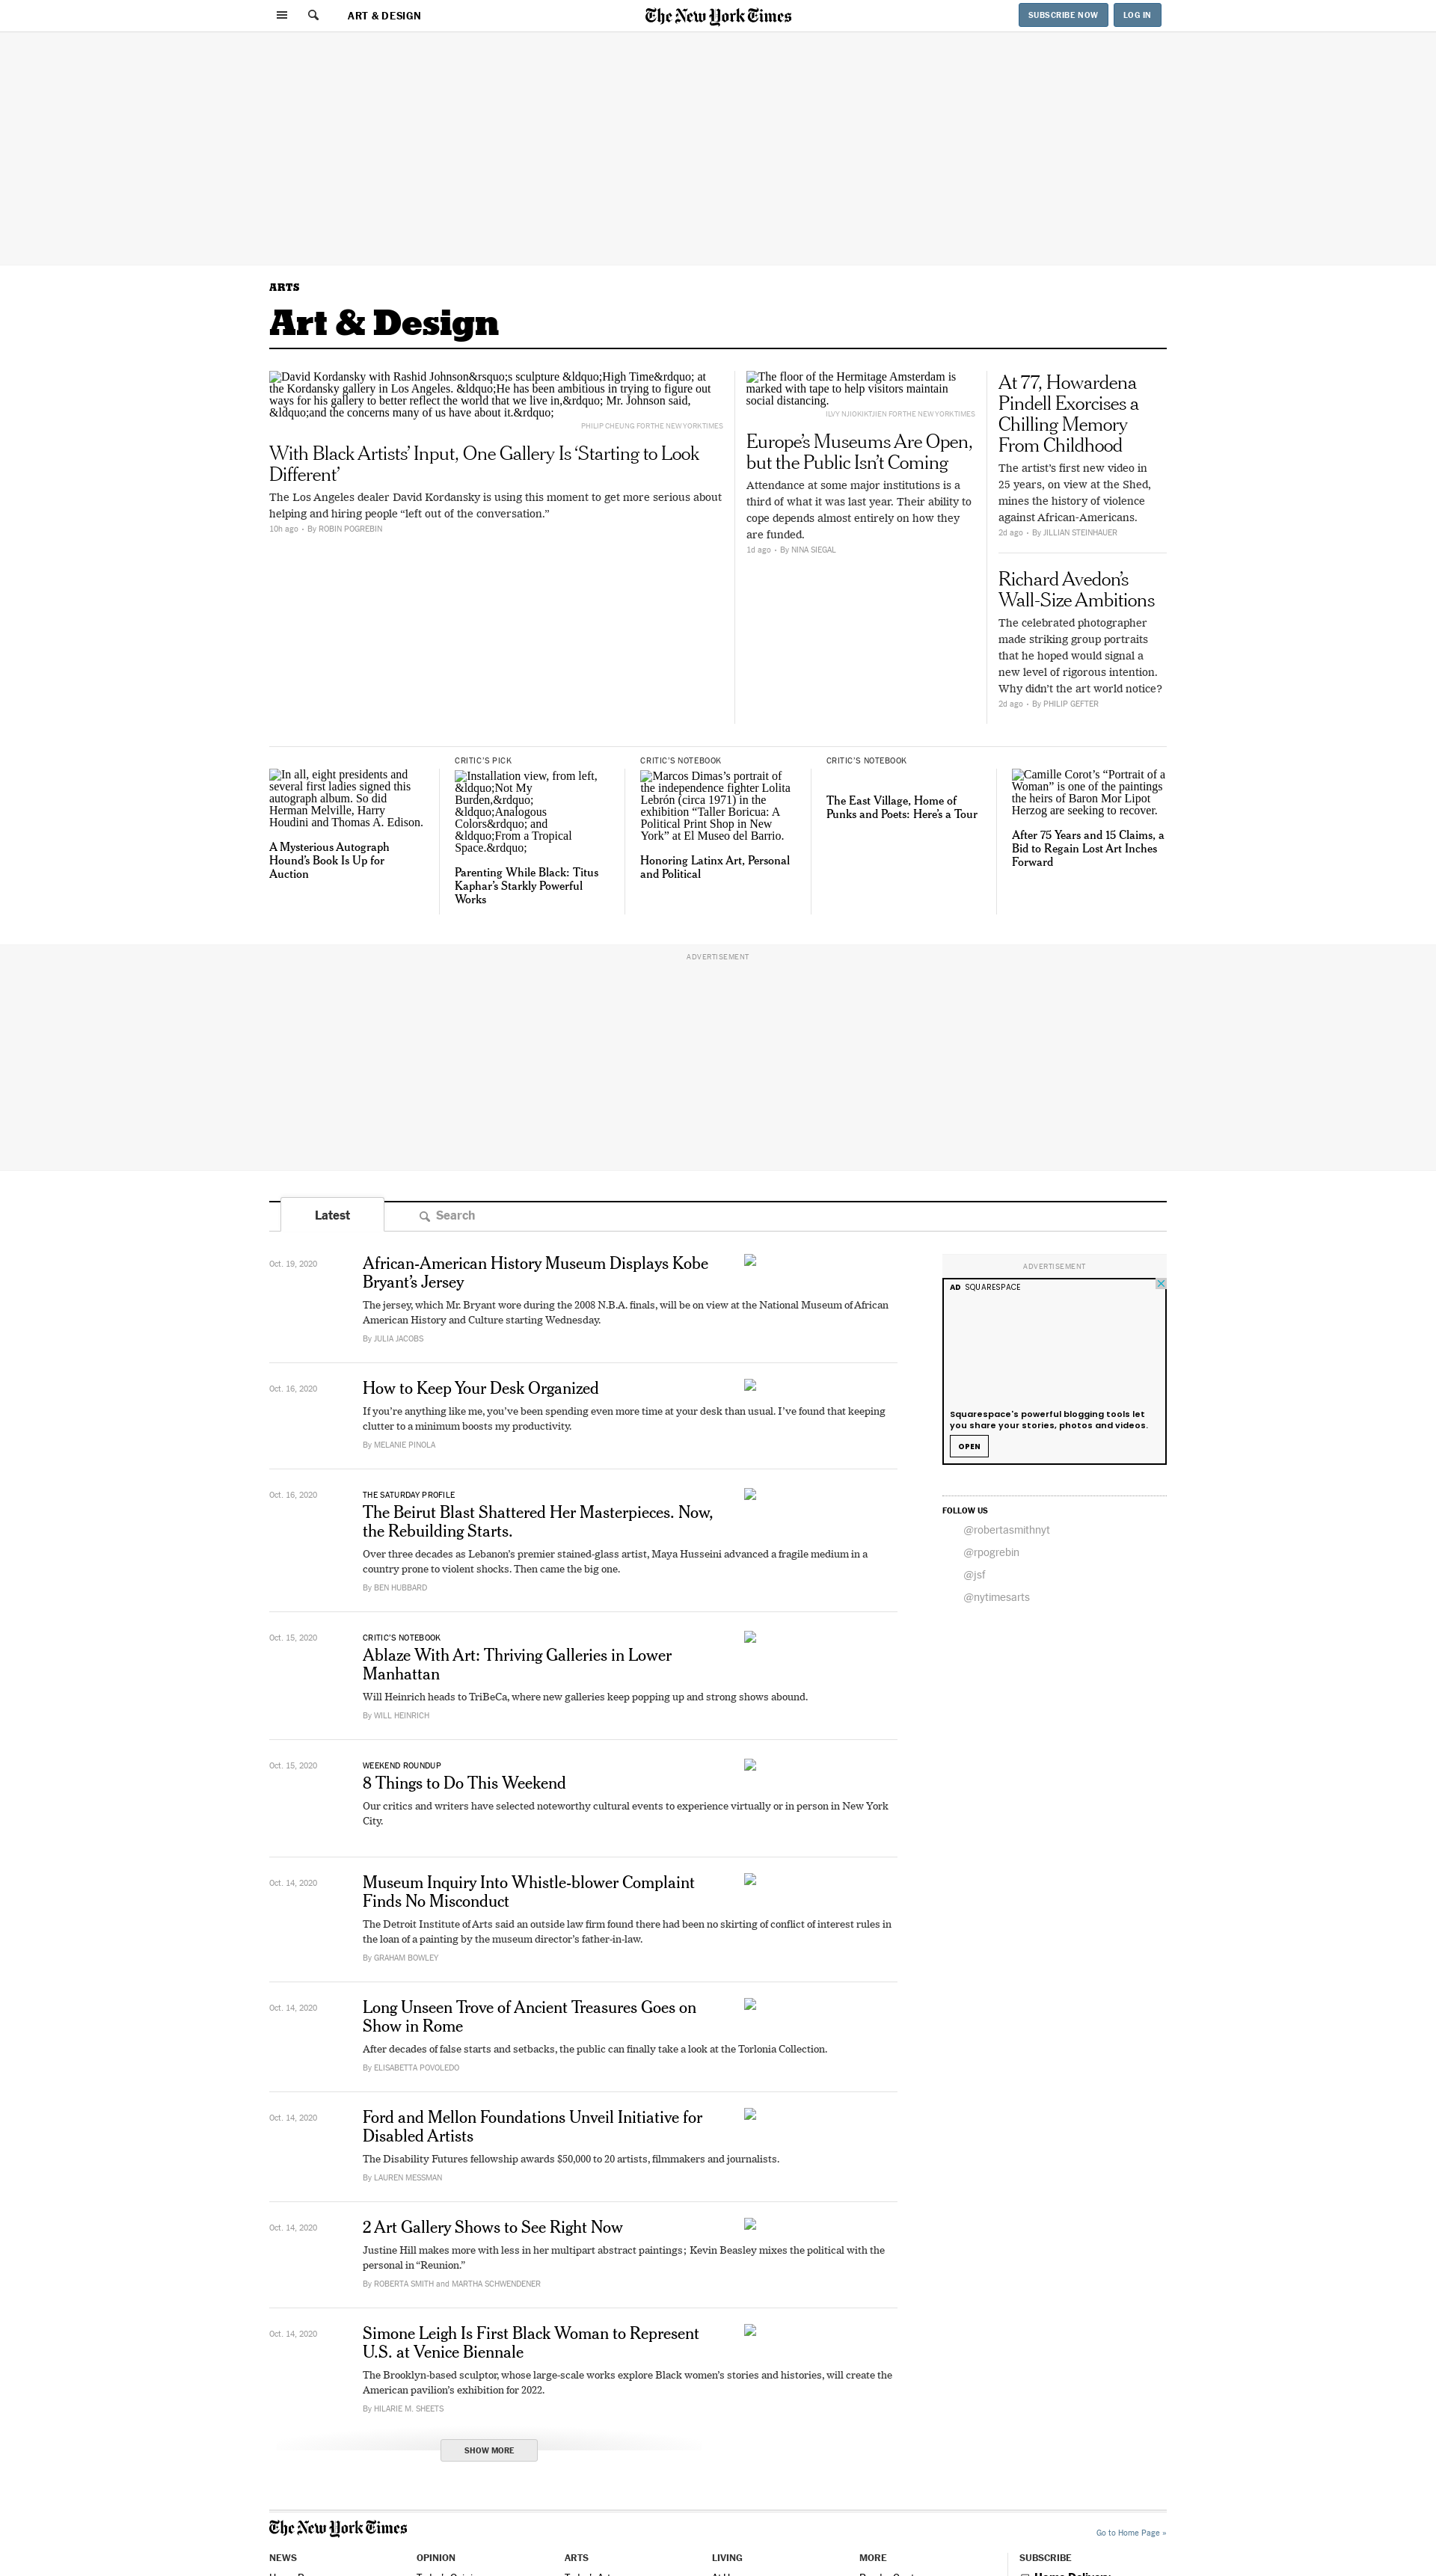 ART & DESIGN
The New York Times
SUBSCRIBE NOW
LOG IN
ARTS
Art & Design
David Kordansky with Rashid Johnson&rsquo;s sculpture &ldquo;High Time&rdquo; at
the Kordansky gallery in Los Angeles. &ldquo;He has been ambitious in trying to figure out
ways for his gallery to better reflect the world that we live in,&rdquo; Mr. Johnson said,
&ldquo;and the concerns many of us have about it.&rdquo;
PHILIP CHEUNG FOR THE NEW YORK TIMES
With Black Artists’ Input, One Gallery Is ‘Starting to Look
Different’
The Los Angeles dealer David Kordansky is using this moment to get more serious about
helping and hiring people “left out of the conversation.”
10h ago • By ROBIN POGREBIN
The floor of the Hermitage Amsterdam is
marked with tape to help visitors maintain
social distancing.
ILVY NJIOKIKTJIEN FOR THE NEW YORK TIMES
Europe’s Museums Are Open,
but the Public Isn’t Coming
Attendance at some major institutions is a
third of what it was last year. Their ability to
cope depends almost entirely on how they
are funded.
1d ago • By NINA SIEGAL
At 77, Howardena
Pindell Exorcises a
Chilling Memory
From Childhood
The artist’s first new video in
25 years, on view at the Shed,
mines the history of violence
against African-Americans.
2d ago • By JILLIAN STEINHAUER
Richard Avedon’s
Wall-Size Ambitions
The celebrated photographer
made striking group portraits
that he hoped would signal a
new level of rigorous intention.
Why didn’t the art world notice?
2d ago • By PHILIP GEFTER
In all, eight presidents and
several first ladies signed this
autograph album. So did
Herman Melville, Harry
Houdini and Thomas A. Edison.
A Mysterious Autograph
Hound’s Book Is Up for
Auction
CRITIC’S PICK
Installation view, from left,
&ldquo;Not My
Burden,&rdquo;
&ldquo;Analogous
Colors&rdquo; and
&ldquo;From a Tropical
Space.&rdquo;
Parenting While Black: Titus
Kaphar’s Starkly Powerful
Works
CRITIC’S NOTEBOOK
Marcos Dimas’s portrait of
the independence fighter Lolita
Lebrón (circa 1971) in the
exhibition “Taller Boricua: A
Political Print Shop in New
York” at El Museo del Barrio.
Honoring Latinx Art, Personal
and Political
CRITIC’S NOTEBOOK
The East Village, Home of
Punks and Poets: Here’s a Tour
Camille Corot’s “Portrait of a
Woman” is one of the paintings
the heirs of Baron Mor Lipot
Herzog are seeking to recover.
After 75 Years and 15 Claims, a
Bid to Regain Lost Art Inches
Forward
ADVERTISEMENT
Latest
Search
Oct. 19, 2020
African-American History Museum Displays Kobe
Bryant’s Jersey
The jersey, which Mr. Bryant wore during the 2008 N.B.A. finals, will be on view at the National Museum of African
American History and Culture starting Wednesday.
By JULIA JACOBS
Oct. 16, 2020
How to Keep Your Desk Organized
If you’re anything like me, you’ve been spending even more time at your desk than usual. I’ve found that keeping
clutter to a minimum boosts my productivity.
By MELANIE PINOLA
Oct. 16, 2020
THE SATURDAY PROFILE
The Beirut Blast Shattered Her Masterpieces. Now,
the Rebuilding Starts.
Over three decades as Lebanon’s premier stained-glass artist, Maya Husseini advanced a fragile medium in a
country prone to violent shocks. Then came the big one.
By BEN HUBBARD
Oct. 15, 2020
CRITIC’S NOTEBOOK
Ablaze With Art: Thriving Galleries in Lower
Manhattan
Will Heinrich heads to TriBeCa, where new galleries keep popping up and strong shows abound.
By WILL HEINRICH
Oct. 15, 2020
WEEKEND ROUNDUP
8 Things to Do This Weekend
Our critics and writers have selected noteworthy cultural events to experience virtually or in person in New York
City.
Oct. 14, 2020
Museum Inquiry Into Whistle-blower Complaint
Finds No Misconduct
The Detroit Institute of Arts said an outside law firm found there had been no skirting of conflict of interest rules in
the loan of a painting by the museum director’s father-in-law.
By GRAHAM BOWLEY
Oct. 14, 2020
Long Unseen Trove of Ancient Treasures Goes on
Show in Rome
After decades of false starts and setbacks, the public can finally take a look at the Torlonia Collection.
By ELISABETTA POVOLEDO
Oct. 14, 2020
Ford and Mellon Foundations Unveil Initiative for
Disabled Artists
The Disability Futures fellowship awards $50,000 to 20 artists, filmmakers and journalists.
By LAUREN MESSMAN
Oct. 14, 2020
2 Art Gallery Shows to See Right Now
Justine Hill makes more with less in her multipart abstract paintings; Kevin Beasley mixes the political with the
personal in “Reunion.”
By ROBERTA SMITH and MARTHA SCHWENDENER
Oct. 14, 2020
Simone Leigh Is First Black Woman to Represent
U.S. at Venice Biennale
The Brooklyn-based sculptor, whose large-scale works explore Black women’s stories and histories, will create the
American pavilion’s exhibition for 2022.
By HILARIE M. SHEETS
SHOW MORE
ADVERTISEMENT
AD SQUARESPACE
Squarespace's powerful blogging tools let
you share your stories, photos and videos.
OPEN
FOLLOW US
@robertasmithnyt
@rpogrebin
@jsf
@nytimesarts
The New York Times
Go to Home Page »
NEWS
OPINION
ARTS
LIVING
MORE
SUBSCRIBE